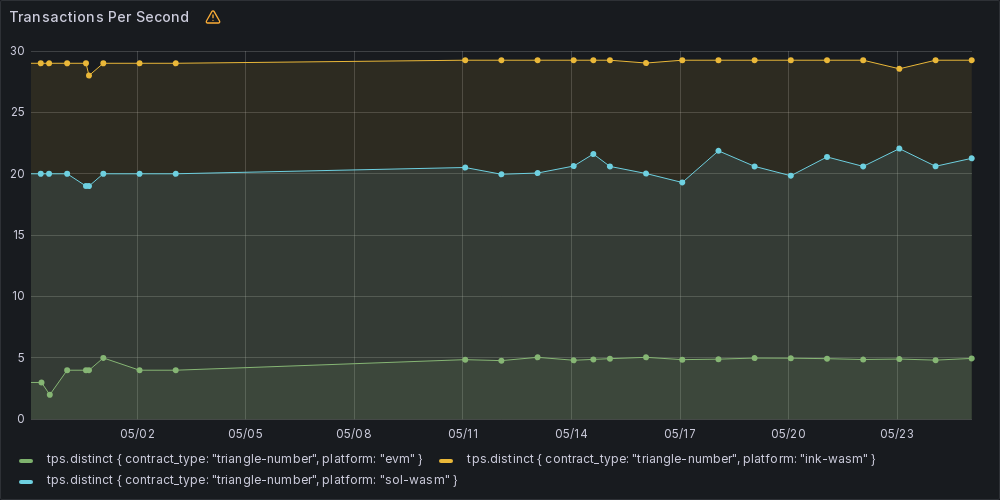 Transactions Per Second
30
25
20
15
10
5
0
05/02 05/05 05/08 05/11 05/14 05/17 05/20 05/23
tps.distinct { contract_type: "triangle-number", platform: "evm" } tps.distinct { contract_type: "triangle-number", platform: "ink-wasm" }
tps.distinct { contract_type: "triangle-number", platform: "sol-wasm" }